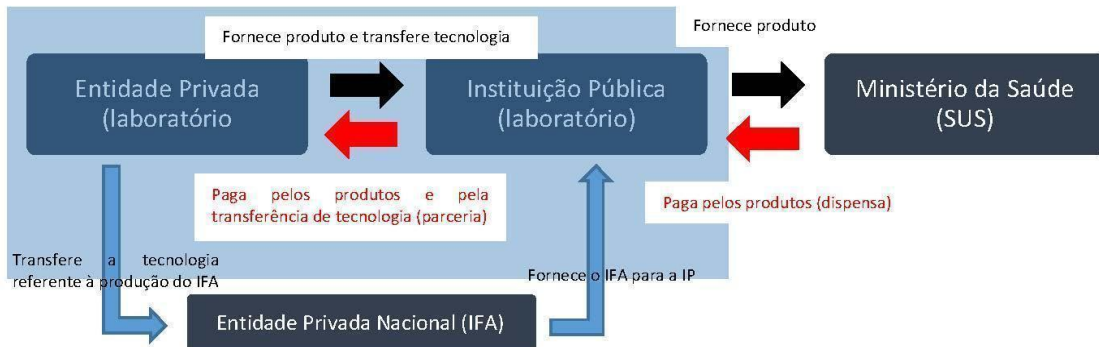 Fornece produto e transfere tecnologia
Fornece produto
Entidade Privada
(laboratório
Instituição Pública
(laboratório)
Ministério da Saúde
(SUS)
Paga pelos produtos e pela
transferência de tecnologia (parceria)
Paga pelos produtos (dispensa)
Transfere a tecnologia
referente à produção do IFA
Fornece o IFA para a IP
Entidade Privada Nacional (IFA)